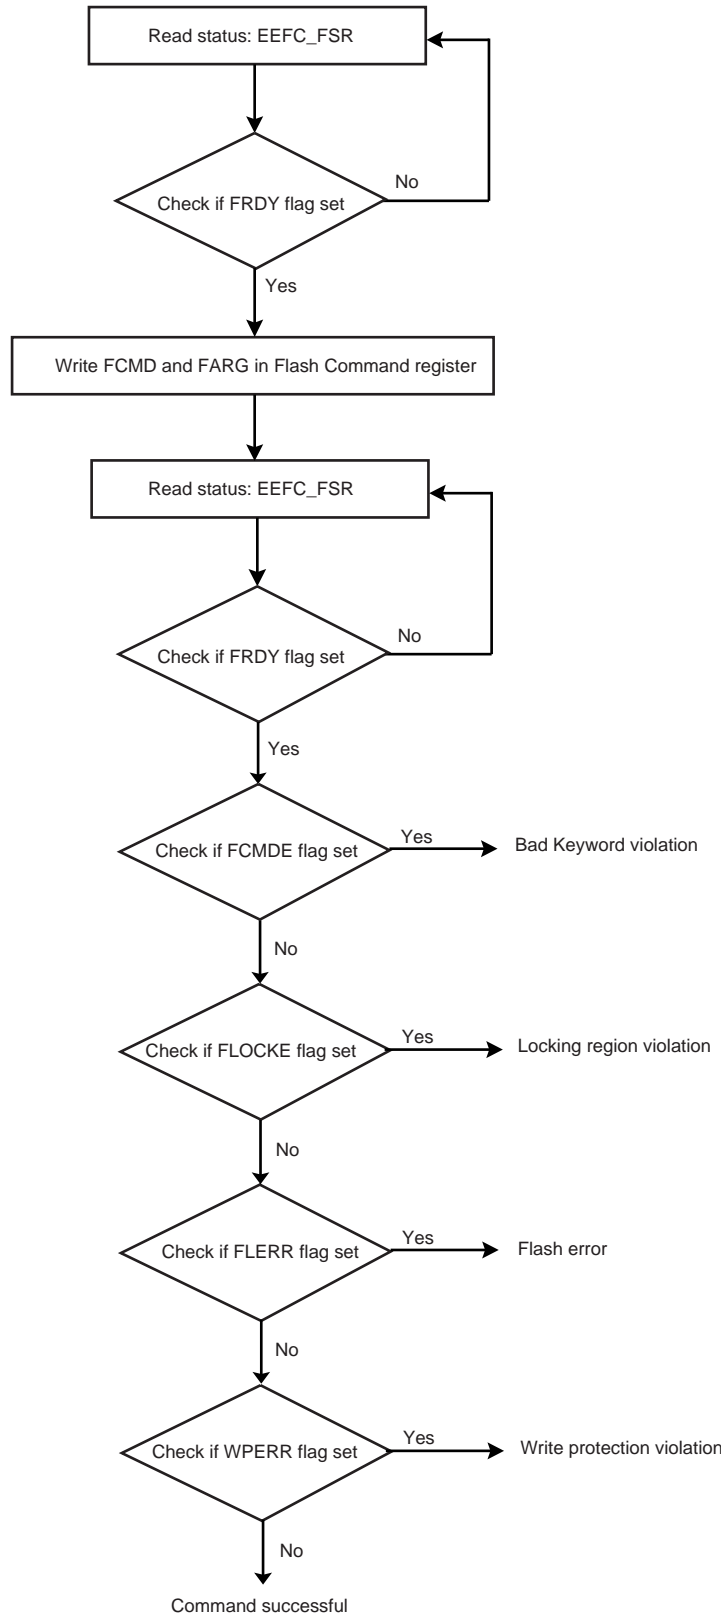 Read status: EEFC_FSR
No
Check if FRDY flag set
Yes
Write FCMD and FARG in Flash Command register
Read status: EEFC_FSR
No
Check if FRDY flag set
Yes
Check if FCMDE flag set
Yes
Bad Keyword violation
No
Check if FLOCKE flag set
Yes
Locking region violation
No
Check if FLERR flag set
Yes
Flash error
No
Check if WPERR flag set
Yes
Write protection violation
No
Command successful